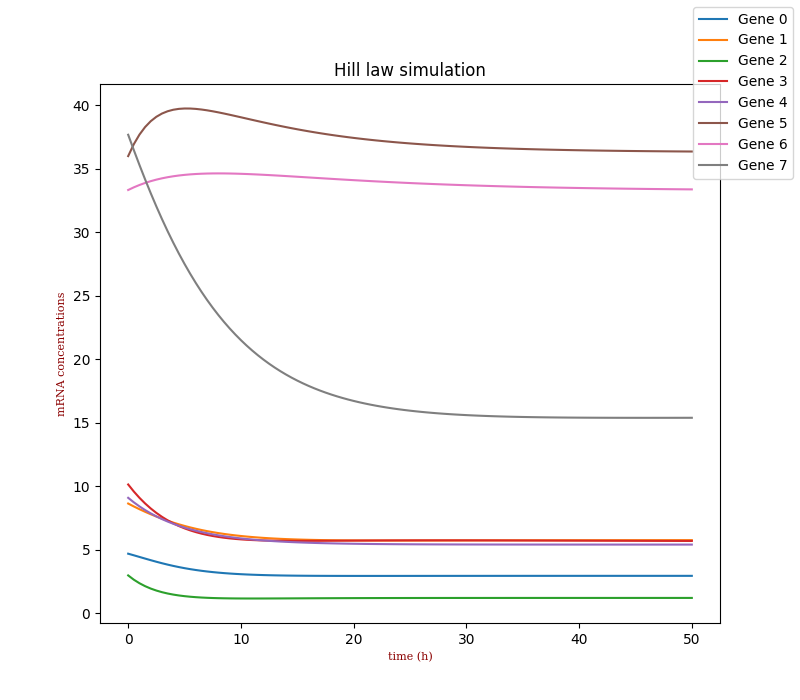 Gene 0
Gene 1
Gene 2
Gene 3
Gene 4
Gene 5
Gene 6
Gene 7
Hill law simulation
mRNA concentrations
40
35
30
25
20
15
10
5
0
0 10 20 30 40 50
time (h)